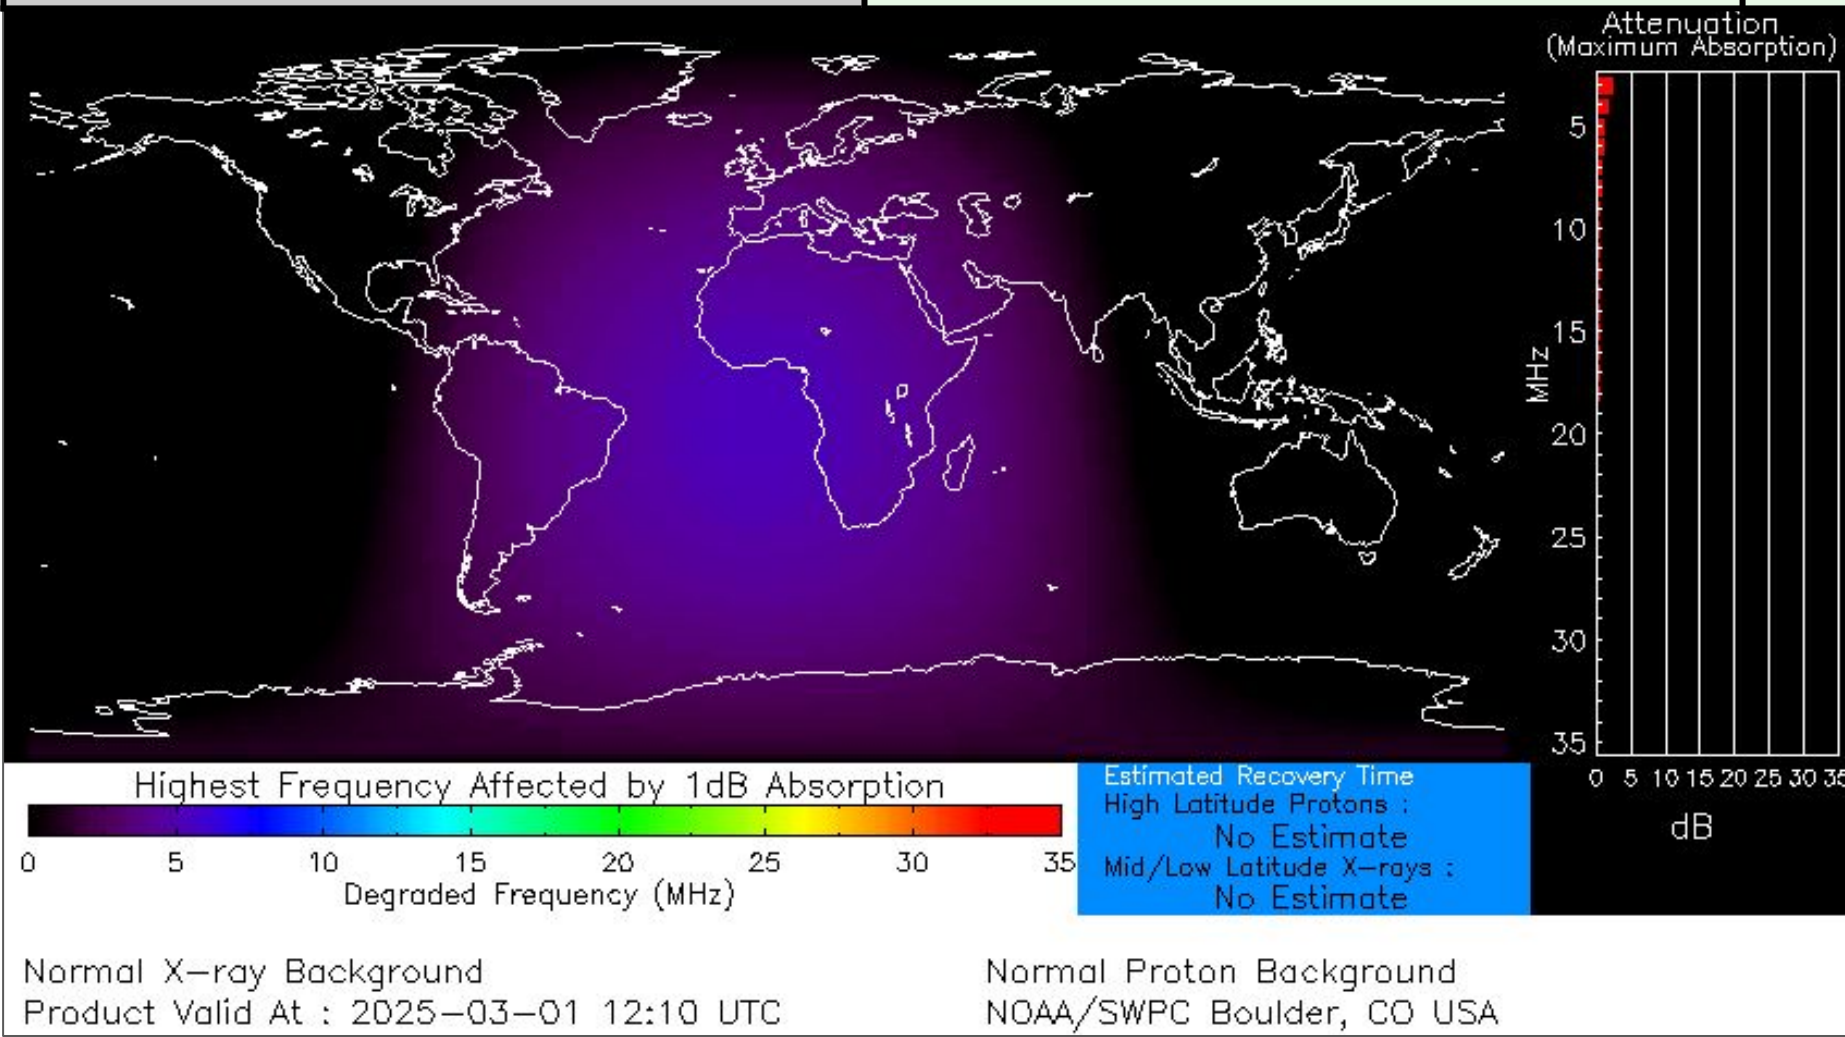 Attenuation
(Maximum Absorption)
5
10
15
20
25
30
35
MHz
0 5 10 15 20 25 30 35
dB
Highest Frequency Affected by 1dB Absorption
0 5 10 15 20 25 30 35
Degraded Frequency (MHz)
Estimated Recovery Time
High Latitude Protons :
No Estimate
Mid/Low Latitude X-rays :
No Estimate
Normal X-ray Background
Normal Proton Background
Product Valid At : 2025-03-01 12:10 UTC
NOAA/SWPC Boulder, CO USA